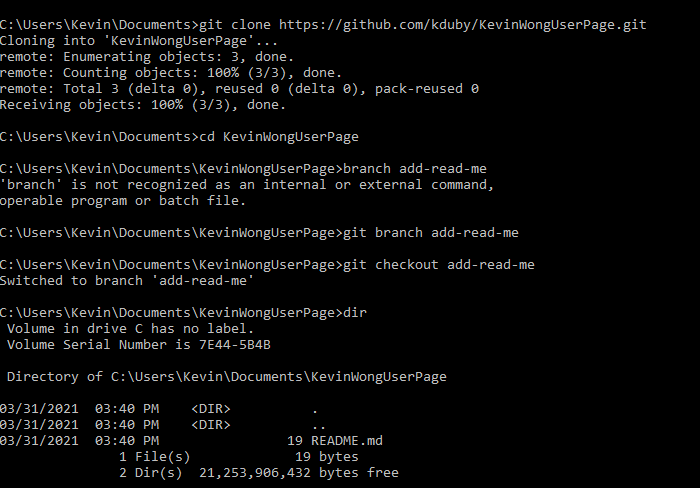 C:\Users\Kevin\Documents>git clone https://github.com/kduby/KevinWongUserPage.git
Cloning into 'KevinWongUserPage'...
remote: Enumerating objects: 3, done.
remote: Counting objects: 100% (3/3), done.
remote: Total 3 (delta 0), reused 0 (delta 0), pack-reused 0
Receiving objects: 100% (3/3), done.
C:\Users\Kevin\Documents>cd KevinWongUserPage
C:\Users\Kevin\Documents\KevinWongUserPage>branch add-read-me
'branch' is not recognized as an internal or external command,
operable program or batch file.
C:\Users\Kevin\Documents\KevinWongUserPage>git branch add-read-me
C:\Users\Kevin\Documents\KevinWongUserPage>git checkout add-read-me
Switched to branch 'add-read-me'
C:\Users\Kevin\Documents\KevinWongUserPage>dir
Volume in drive C has no label.
Volume Serial Number is 7E44-5B4B
Directory of C:\Users\Kevin\Documents\KevinWongUserPage
03/31/2021  03:40 PM    <DIR>          .
03/31/2021  03:40 PM    <DIR>          ..
03/31/2021  03:40 PM                19 README.md
1 File(s)             19 bytes
2 Dir(s)  21,253,906,432 bytes free